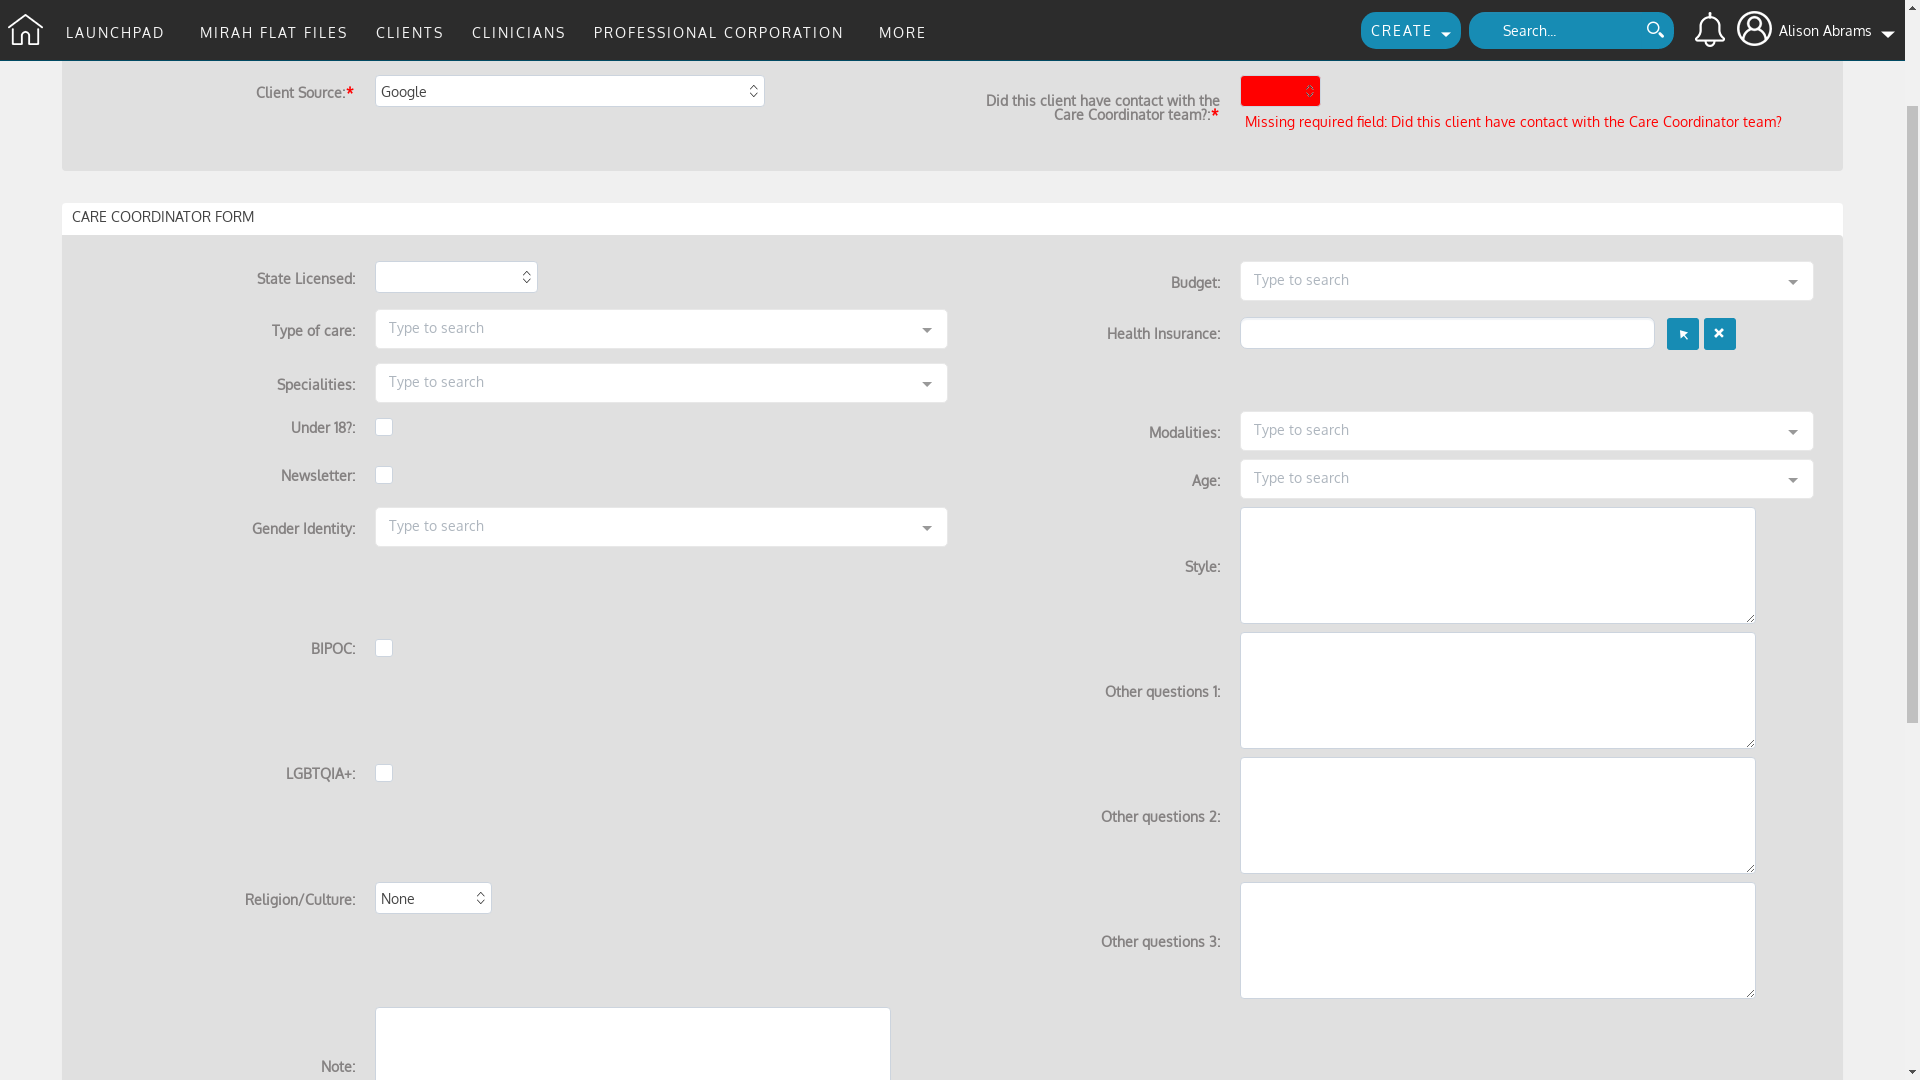 LAUNCHPAD MIRAH FLAT FILES CLIENTS CLINICIANS PROFESSIONAL CORPORATION MORE CREATE Search... Alison Abrams
Client Source:* Google
Did this client have contact with the
Care Coordinator team?:*
Missing required field: Did this client have contact with the Care Coordinator team?
CARE COORDINATOR FORM
State Licensed:
Budget: Type to search
Type of care: Type to search
Health Insurance:
Specialities: Type to search
Under 18?:
Modalities: Type to search
Newsletter:
Age: Type to search
Gender Identity: Type to search
Style:
BIPOC:
Other questions 1:
LGBTQIA+:
Other questions 2:
Religion/Culture: None
Other questions 3:
Note: